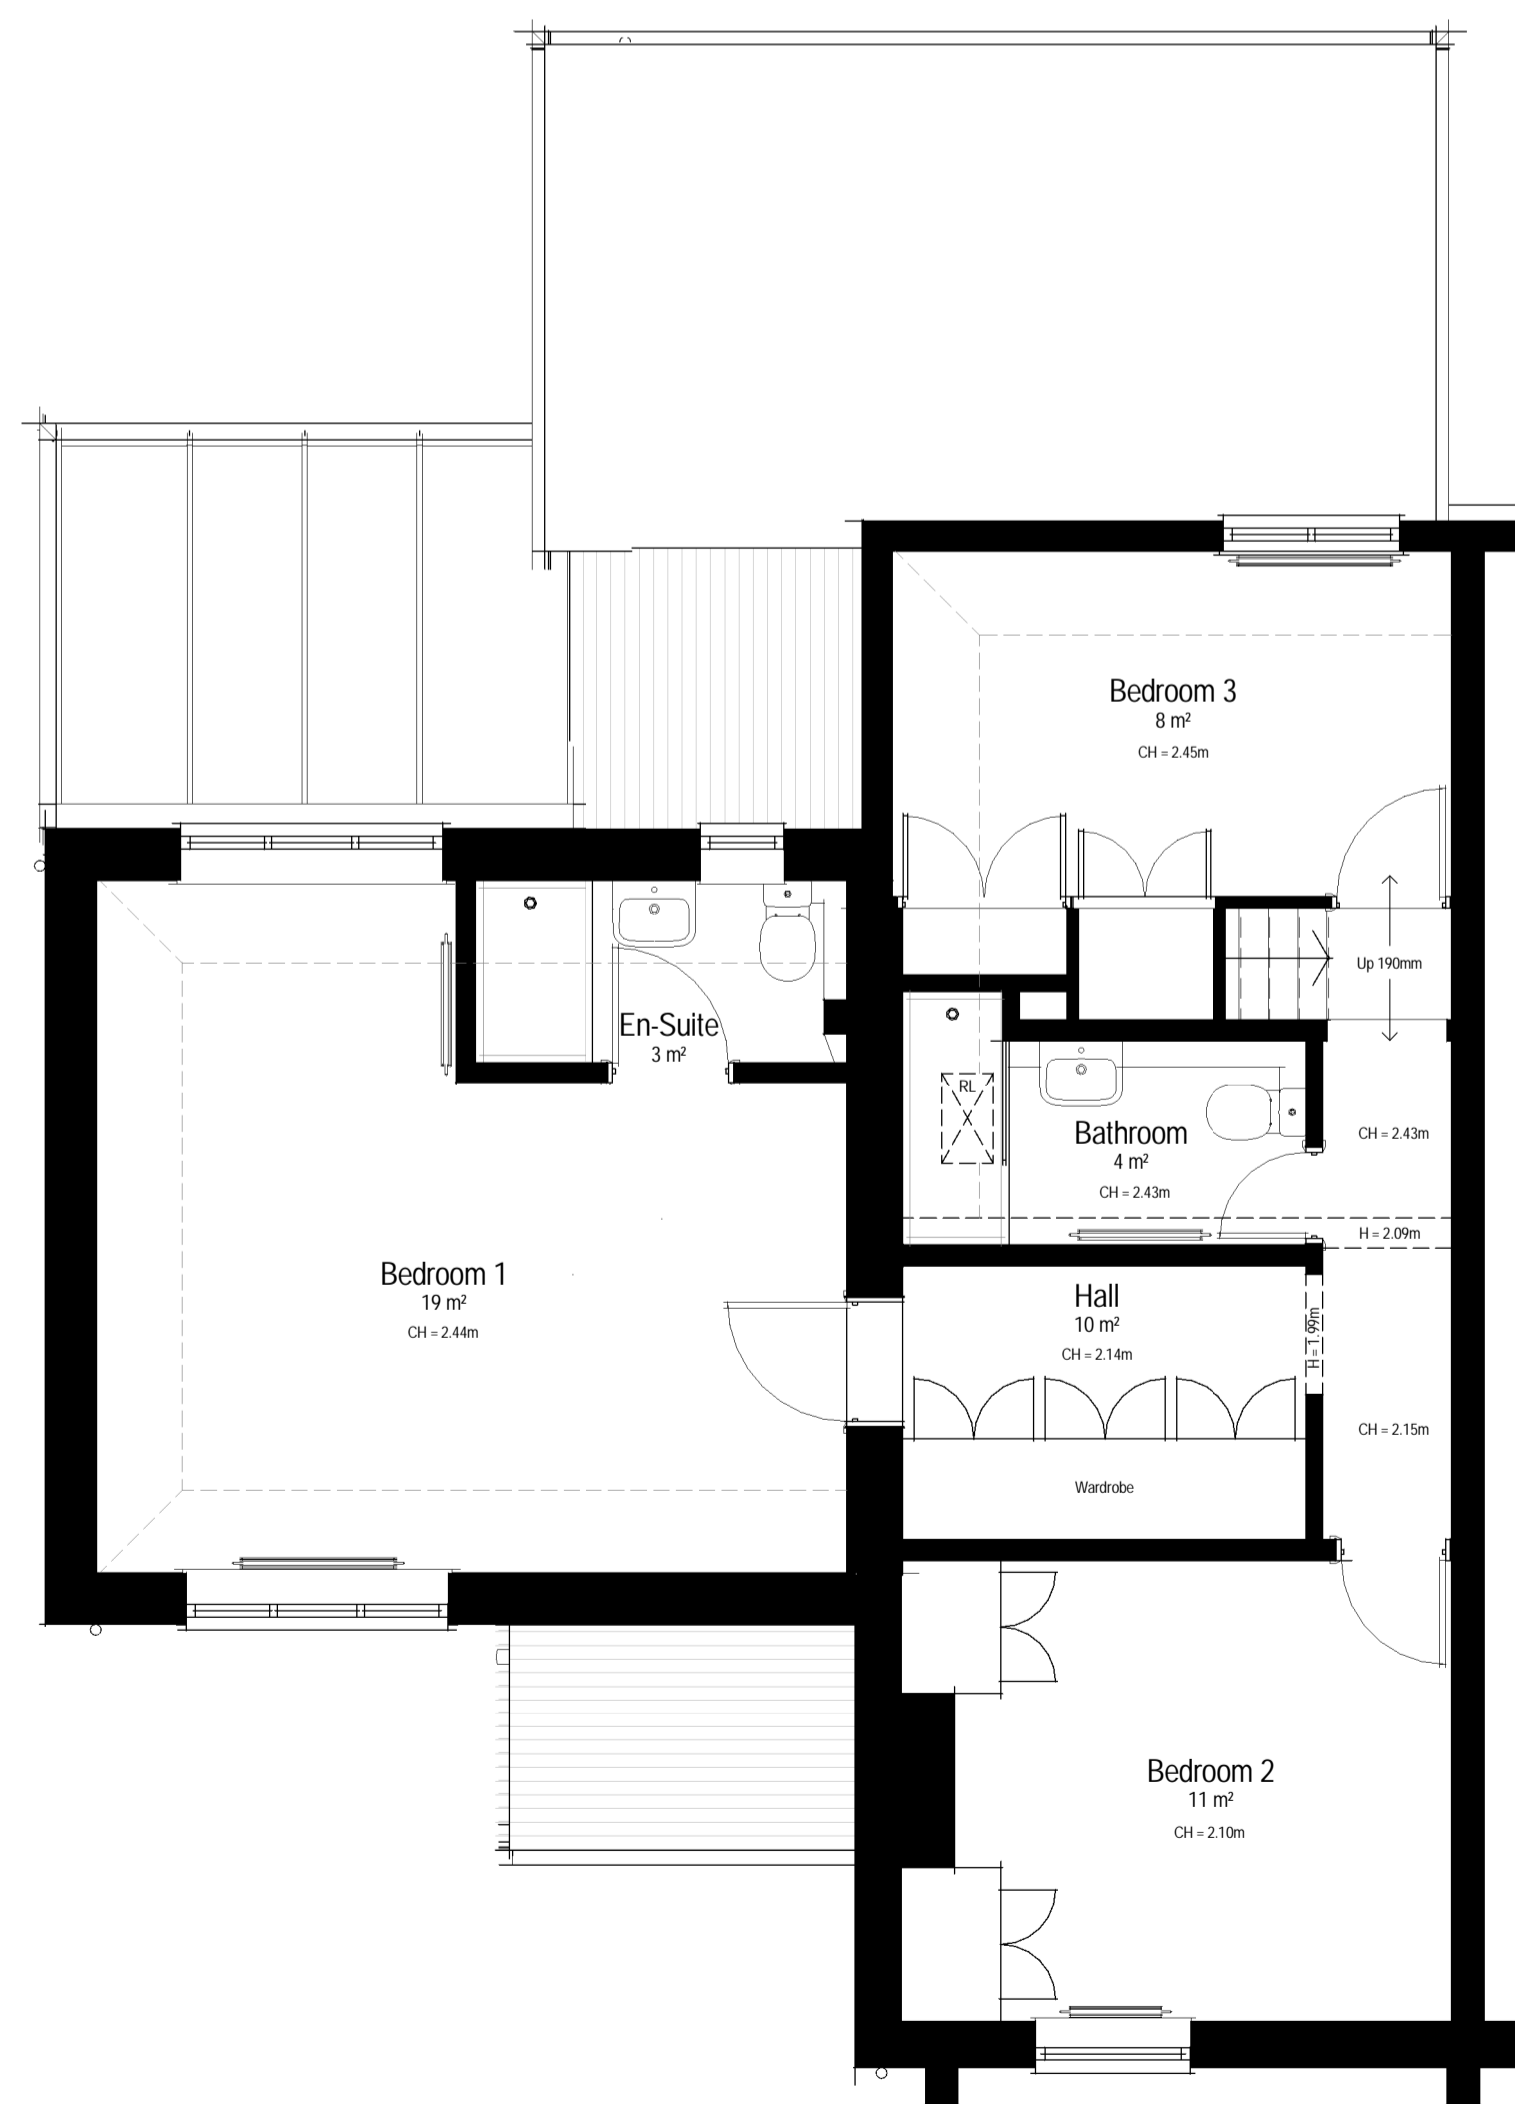 Bedroom 3
8 m²
CH = 2.45m
Up 190mm
En-Suite
3 m²
RL
Bathroom
4 m²
CH = 2.43m
CH = 2.43m
H = 2.09m
Bedroom 1
19 m²
CH = 2.44m
Hall
10 m²
CH = 2.14m
H = 1.99m
CH = 2.15m
Wardrobe
Bedroom 2
11 m²
CH = 2.10m